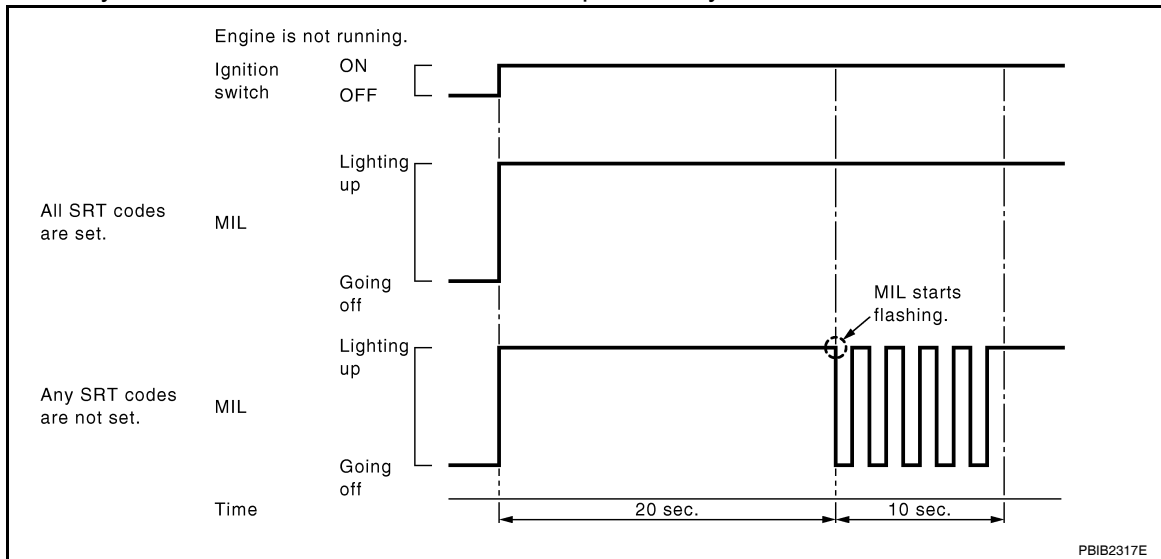 Engine is not running.
Ignition
switch
ON
OFF
Lighting
up
All SRT codes
are set.
MIL
Going
off
MIL starts
flashing.
Lighting
up
Any SRT codes
are not set.
MIL
Going
off
Time
20 sec.
10 sec.
PBIB2317E